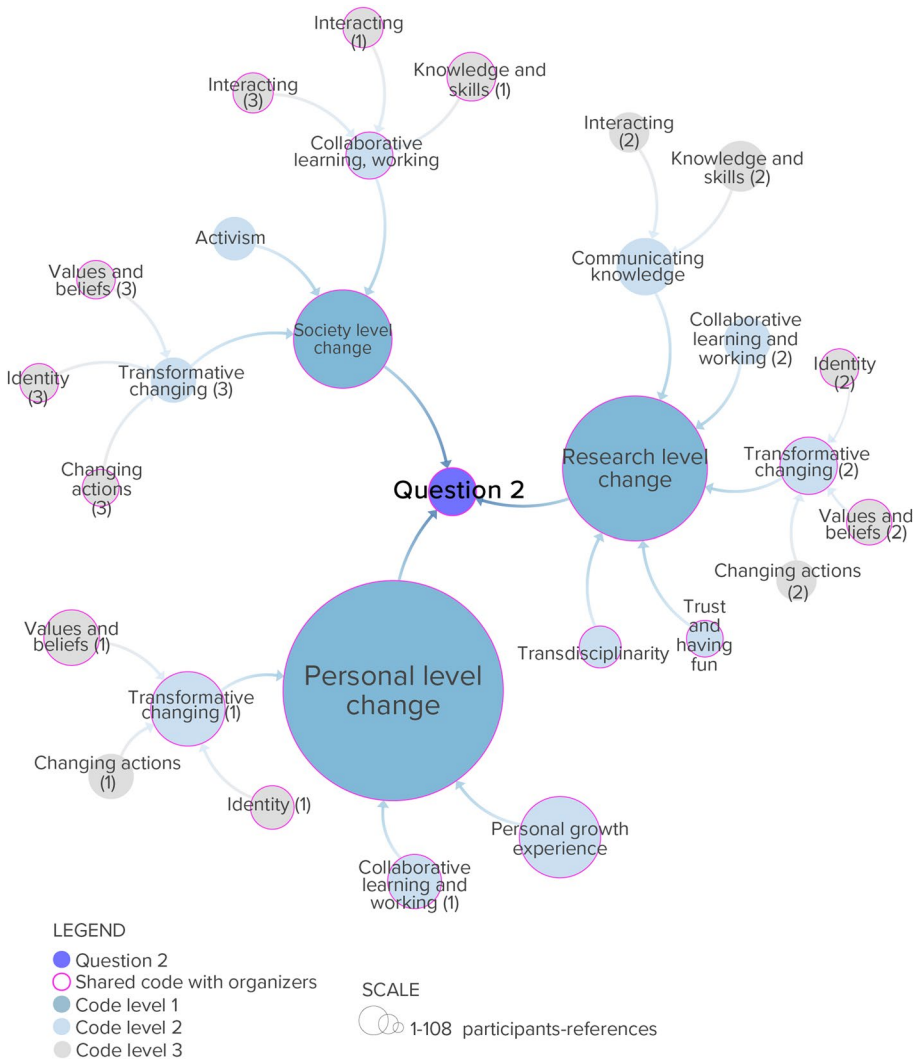 Interacting
(1)
Interacting
(3)
Knowledge and
skills (1)
Collaborative
learning, working
Interacting
(2)
Knowledge and
skills (2)
Activism
Communicating
knowledge
Values and
beliefs (3)
Society level
change
Collaborative
learning and
working (2)
Identity
(3)
Transformative
changing (3)
Identity
(2)
Changing
actions
(3)
Question 2
Research level
change
Transformative
changing (2)
Values and
beliefs (2)
Changing actions
(2)
Transdisciplinarity
Trust
and
having
fun
Values and
beliefs (1)
Personal level
change
Transformative
changing (1)
Changing actions
(1)
Identity (1)
Personal growth
experience
Collaborative
learning and
working (1)
LEGEND
Question 2
Shared code with organizers
Code level 1
Code level 2
Code level 3
SCALE
1-108 participants-references